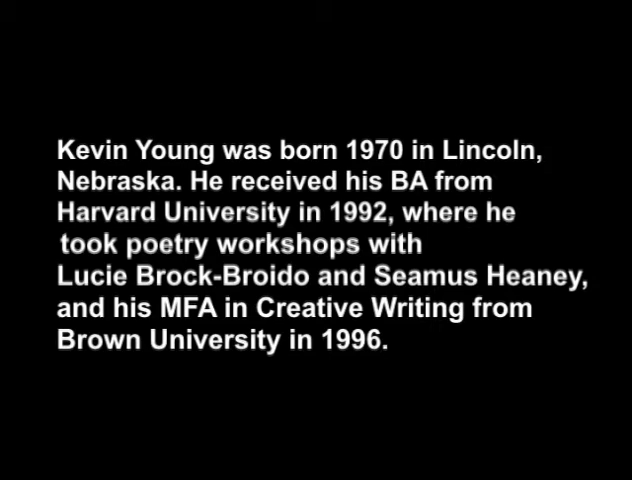 Kevin Young was born 1970 in Lincoln,
Nebraska. He received his BA from
Harvard University in 1992, where he
took poetry workshops with
Lucie Brock-Broido and Seamus Heaney,
and his MFA in Creative Writing from
Brown University in 1996.